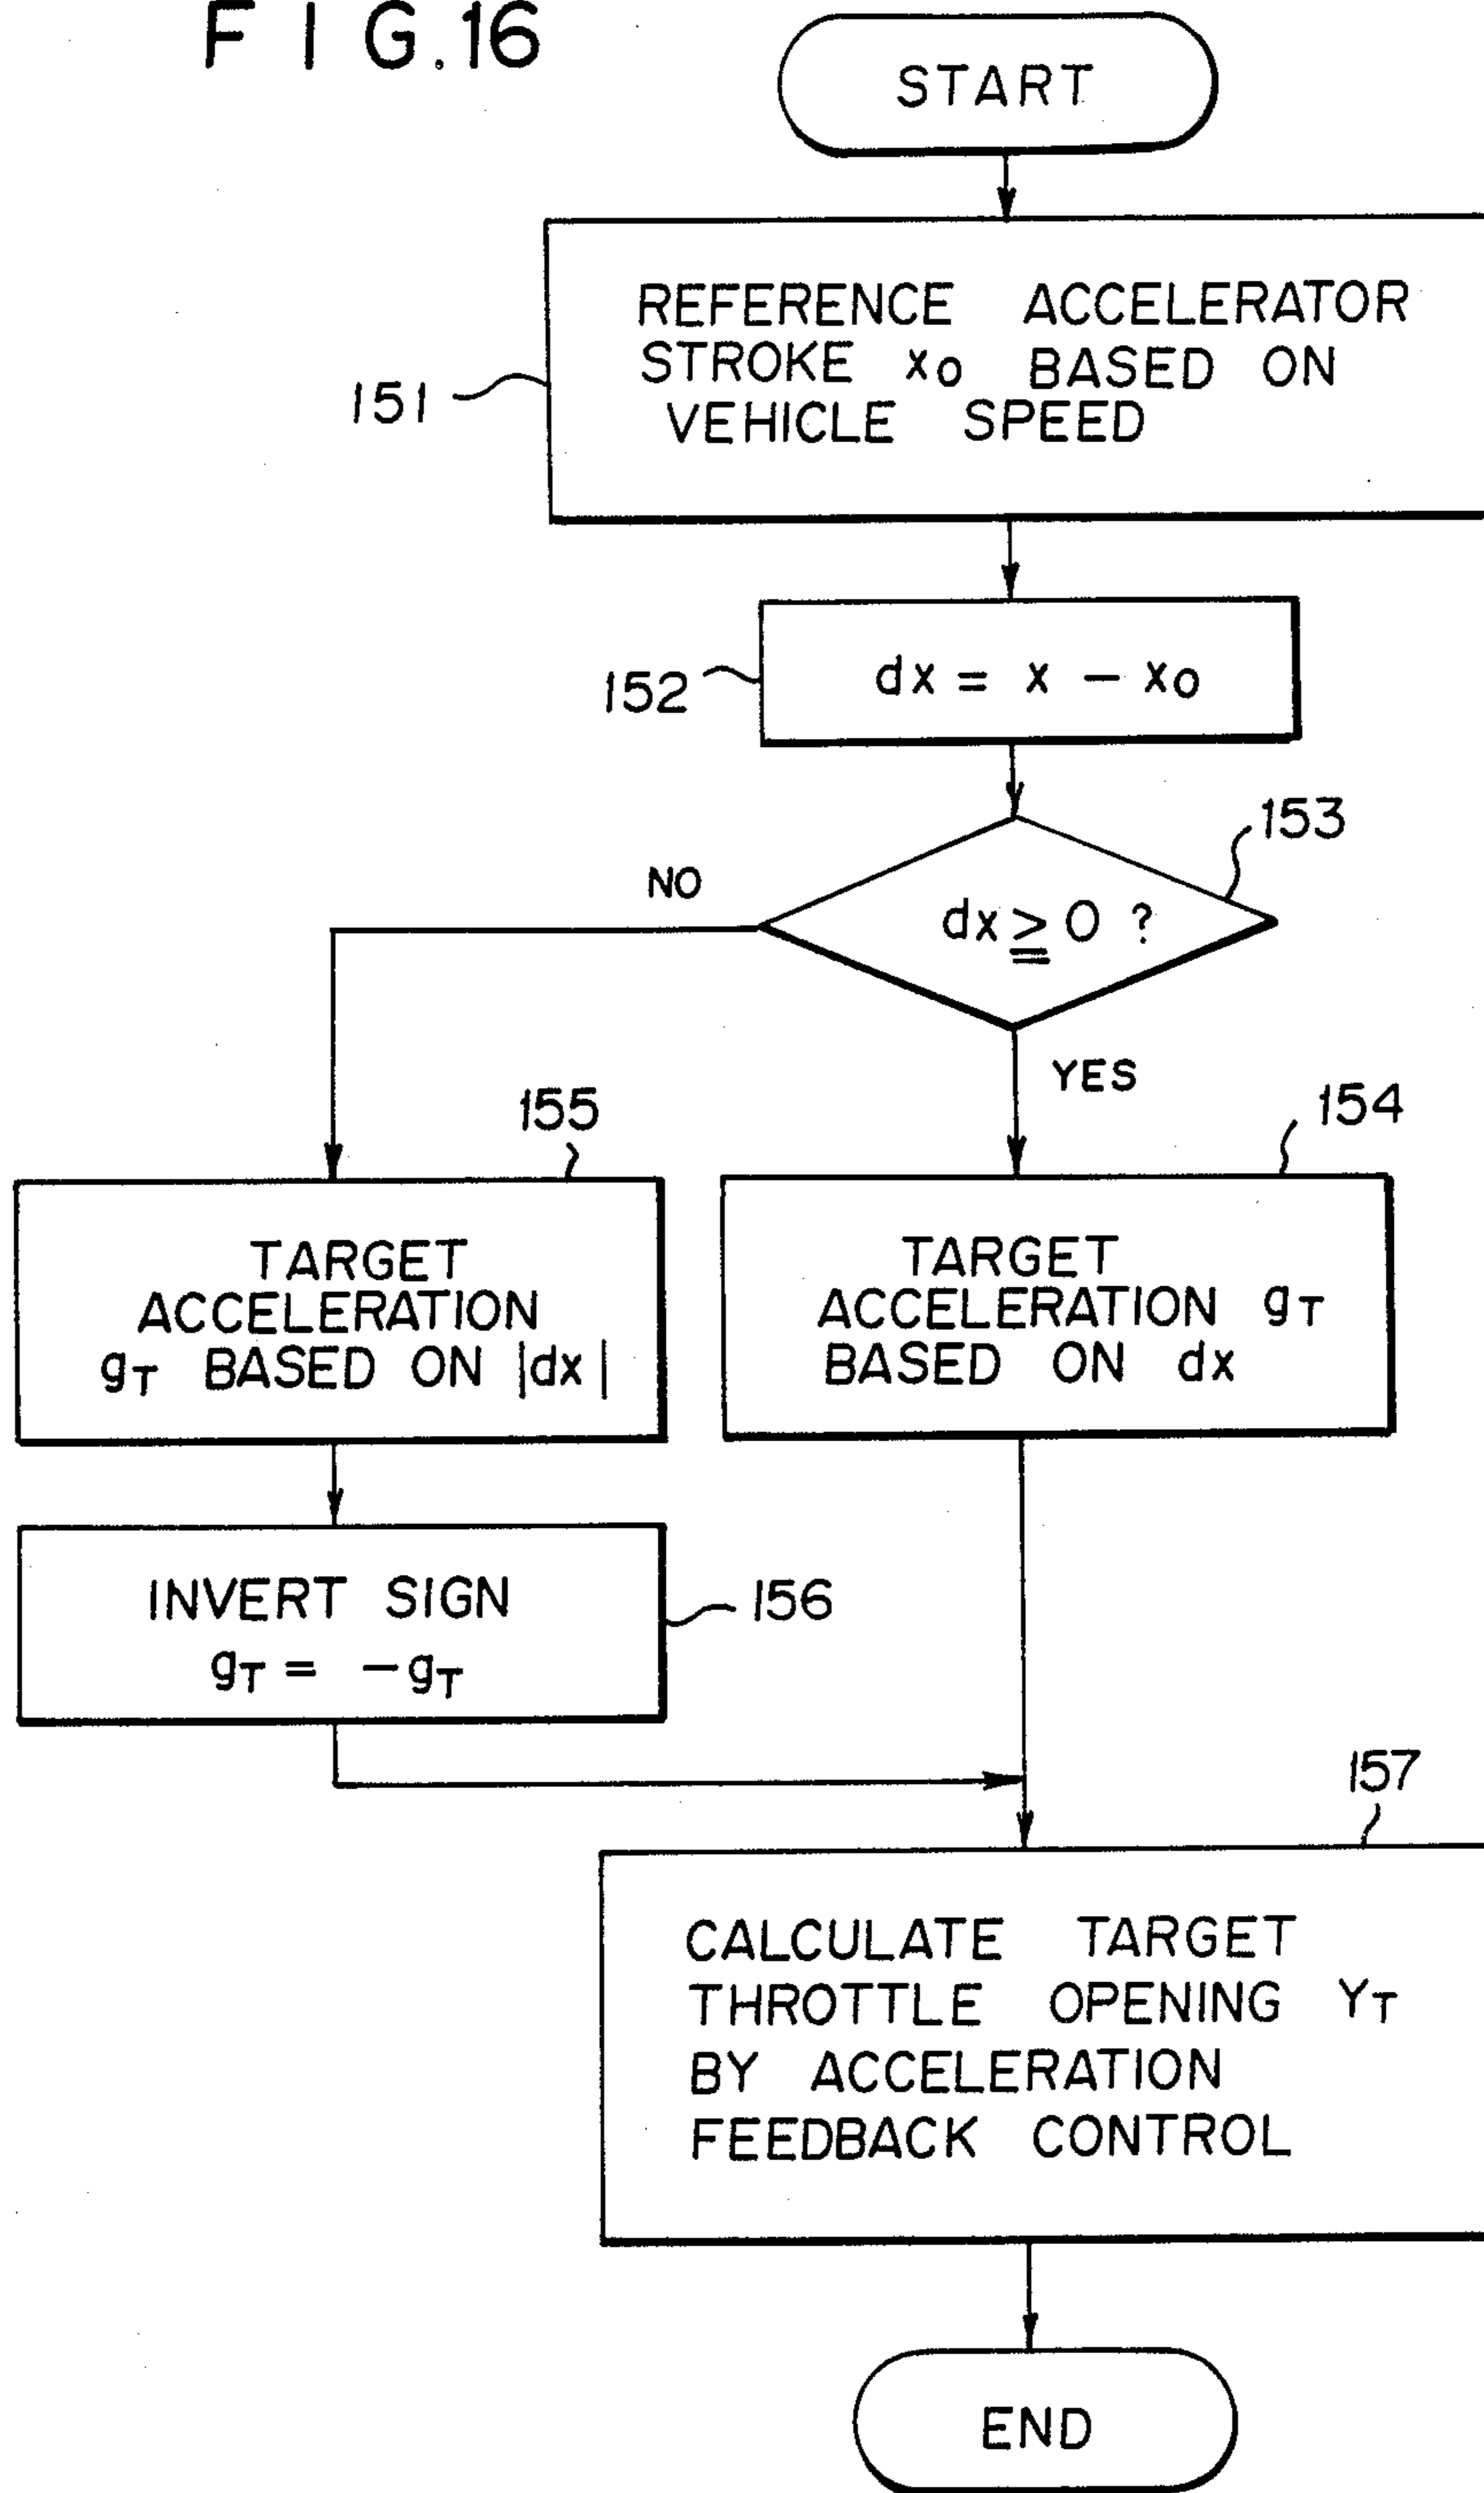 FIG.16
START
REFERENCE ACCELERATOR
STROKE x0 BASED ON
VEHICLE SPEED
151
dx = x − x0
152
153
dx ≧ 0 ?
NO
YES
155
154
TARGET
ACCELERATION
gT BASED ON |dx|
TARGET
ACCELERATION gT
BASED ON dx
INVERT SIGN
gT = −gT
156
157
CALCULATE TARGET
THROTTLE OPENING YT
BY ACCELERATION
FEEDBACK CONTROL
END